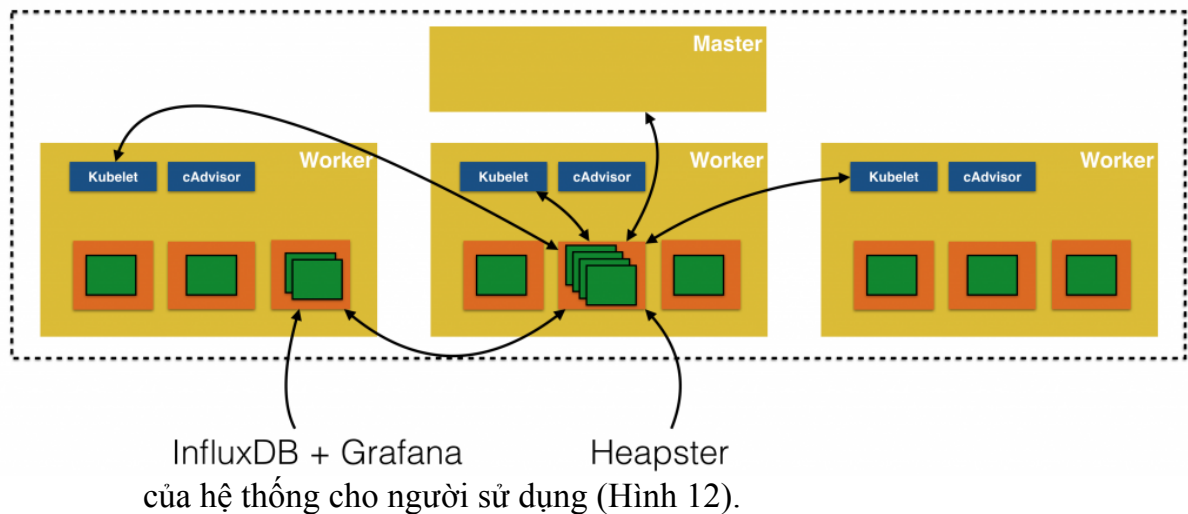 Master
Worker
Worker
Worker
Kubelet
cAdvisor
Kubelet
cAdvisor
Kubelet
cAdvisor
InfluxDB + Grafana
Heapster
của hệ thống cho người sử dụng (Hình 12).